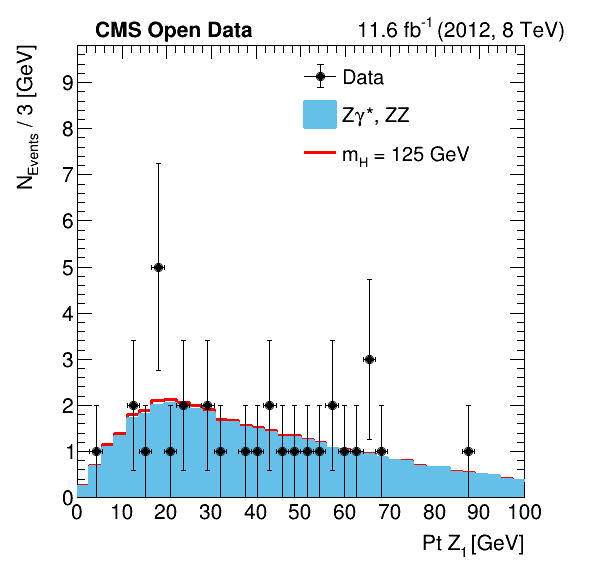 CMS Open Data 11.6 fb⁻¹ (2012, 8 TeV)
N_Events / 3 [GeV]
Data
Zγ*, ZZ
m_H = 125 GeV
9
8
7
6
5
4
3
2
1
0
0 10 20 30 40 50 60 70 80 90 100
Pt Z₁ [GeV]